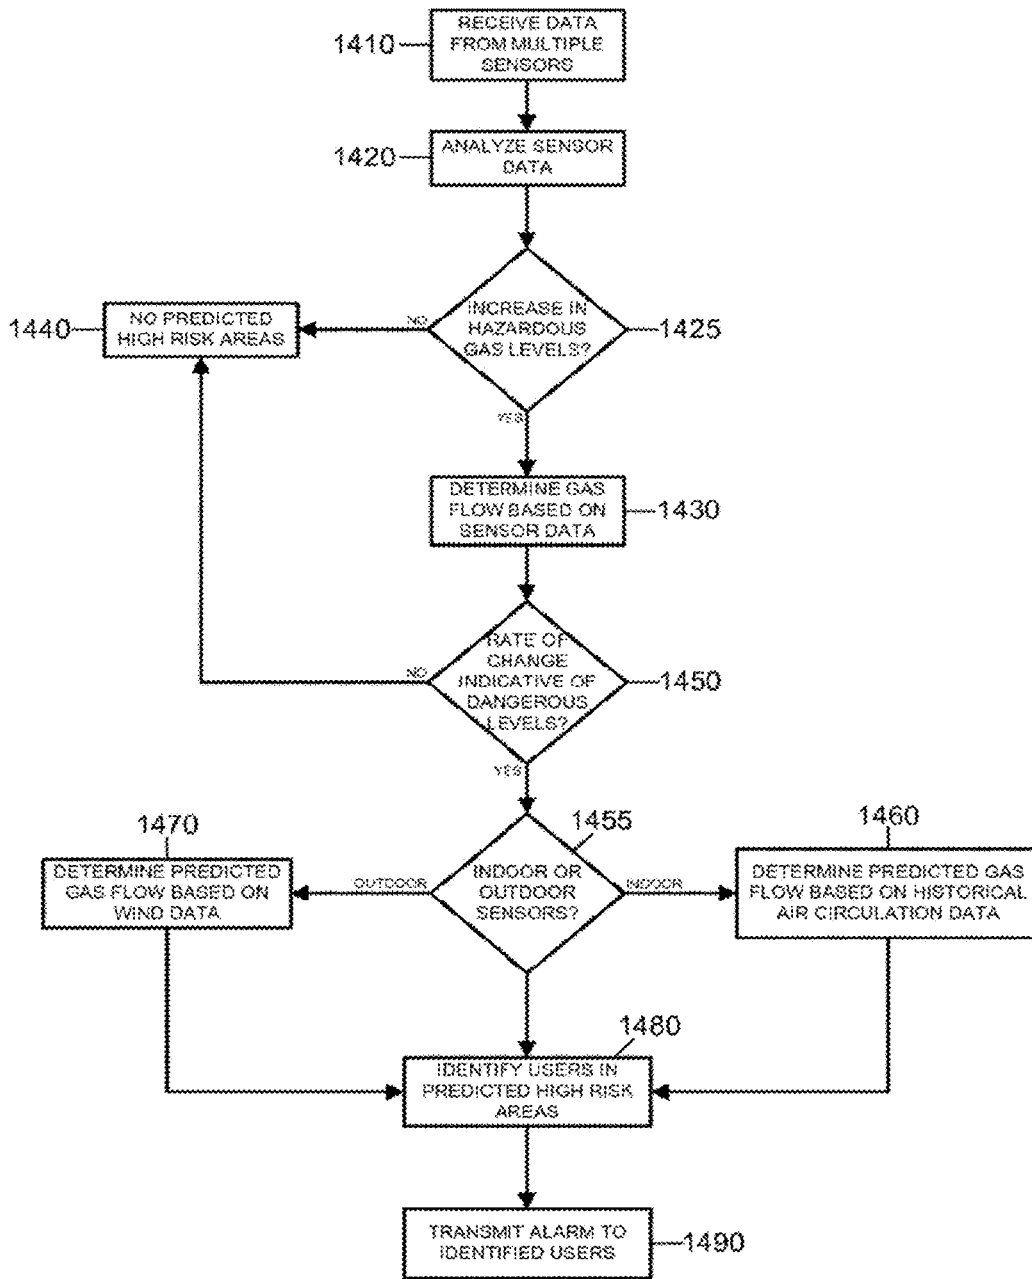 1410
RECEIVE DATA
FROM MULTIPLE
SENSORS
1420
ANALYZE SENSOR
DATA
1440
NO PREDICTED
HIGH RISK AREAS
NO
INCREASE IN
HAZARDOUS
GAS LEVELS?
1425
YES
DETERMINE GAS
FLOW BASED ON
SENSOR DATA
1430
NO
RATE OF
CHANGE
INDICATIVE OF
DANGEROUS
LEVELS?
1450
YES
1470
DETERMINE PREDICTED
GAS FLOW BASED ON
WIND DATA
OUTDOOR
1455
INDOOR OR
OUTDOOR
SENSORS?
INDOOR
1460
DETERMINE PREDICTED GAS
FLOW BASED ON HISTORICAL
AIR CIRCULATION DATA
1480
IDENTIFY USERS IN
PREDICTED HIGH RISK
AREAS
TRANSMIT ALARM TO
IDENTIFIED USERS
1490